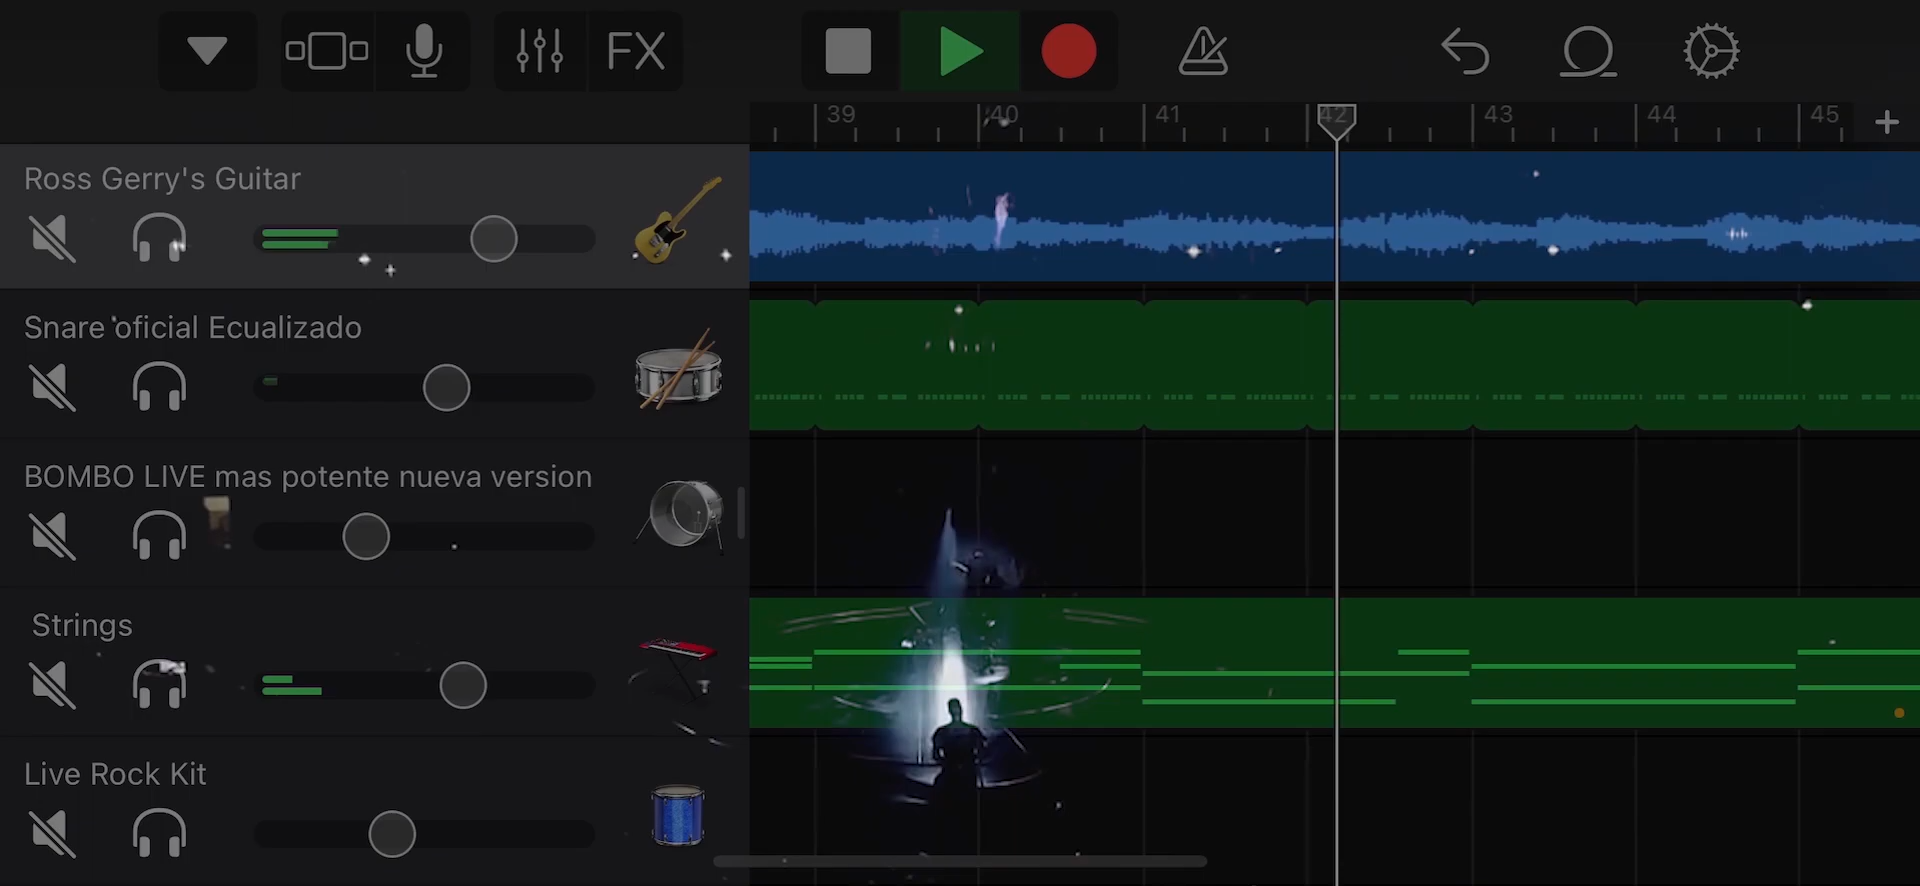 FX
39 40 41 42 43 44 45
Ross Gerry's Guitar
Snare oficial Ecualizado
BOMBO LIVE mas potente nueva version
Strings
Live Rock Kit